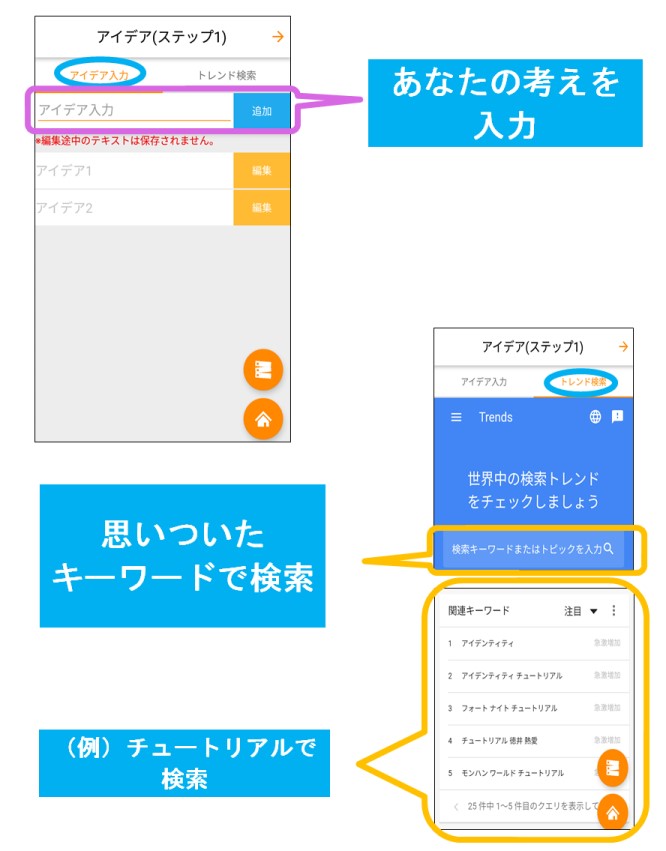 アイデア(ステップ1)
アイデア入力
トレンド検索
アイデア入力
追加
*編集途中のテキストは保存されません。
アイデア1
編集
アイデア2
編集
あなたの考えを
入力
アイデア(ステップ1)
アイデア入力
トレンド検索
Trends
世界中の検索トレンド
をチェックしましょう
検索キーワードまたはトピックを入力
思いついた
キーワードで検索
関連キーワード
注目
1 アイデンティティ 急激増加
2 アイデンティティ チュートリアル 急激増加
3 フォートナイト チュートリアル 急激増加
4 チュートリアル 徳井 熱愛 急激増加
5 モンハン ワールド チュートリアル
25 件中 1～5 件目のクエリを表示して
（例）チュートリアルで
検索